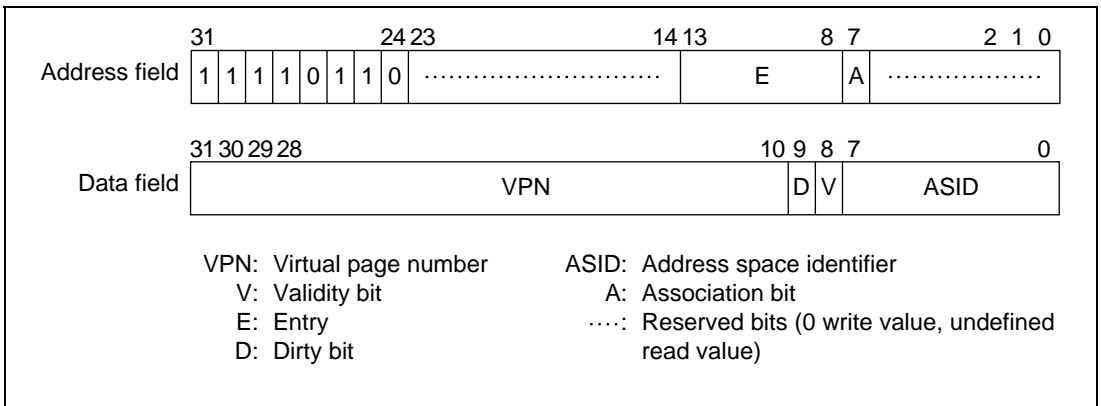 31 24 23 14 13 8 7 2 1 0
Address field 1 1 1 1 0 1 1 0 ............................. E A ...................
31 30 29 28 10 9 8 7 0
Data field VPN D V ASID
VPN: Virtual page number ASID: Address space identifier
V: Validity bit A: Association bit
E: Entry ····: Reserved bits (0 write value, undefined
D: Dirty bit read value)